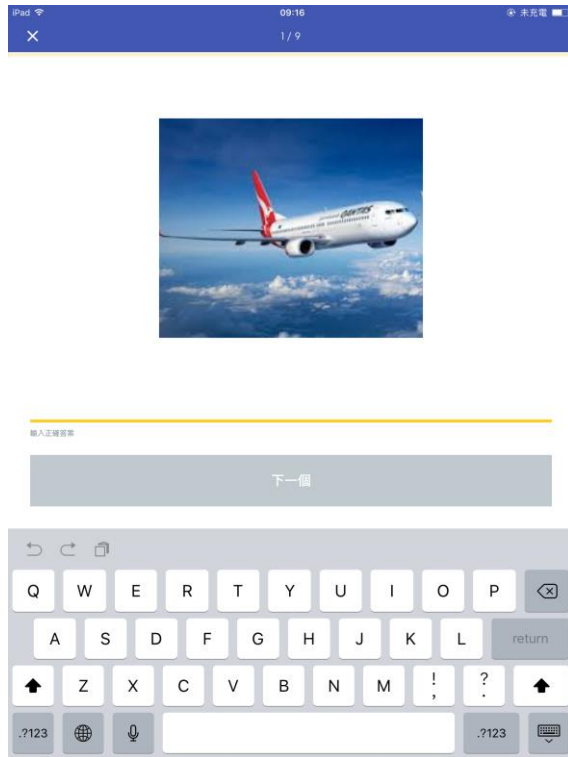 iPad
09:16
未充電
1 / 9
QANTAS
輸入正確答案
下一個
Q W E R T Y U I O P
A S D F G H J K L return
Z X C V B N M ! , ? .
.?123 .?123